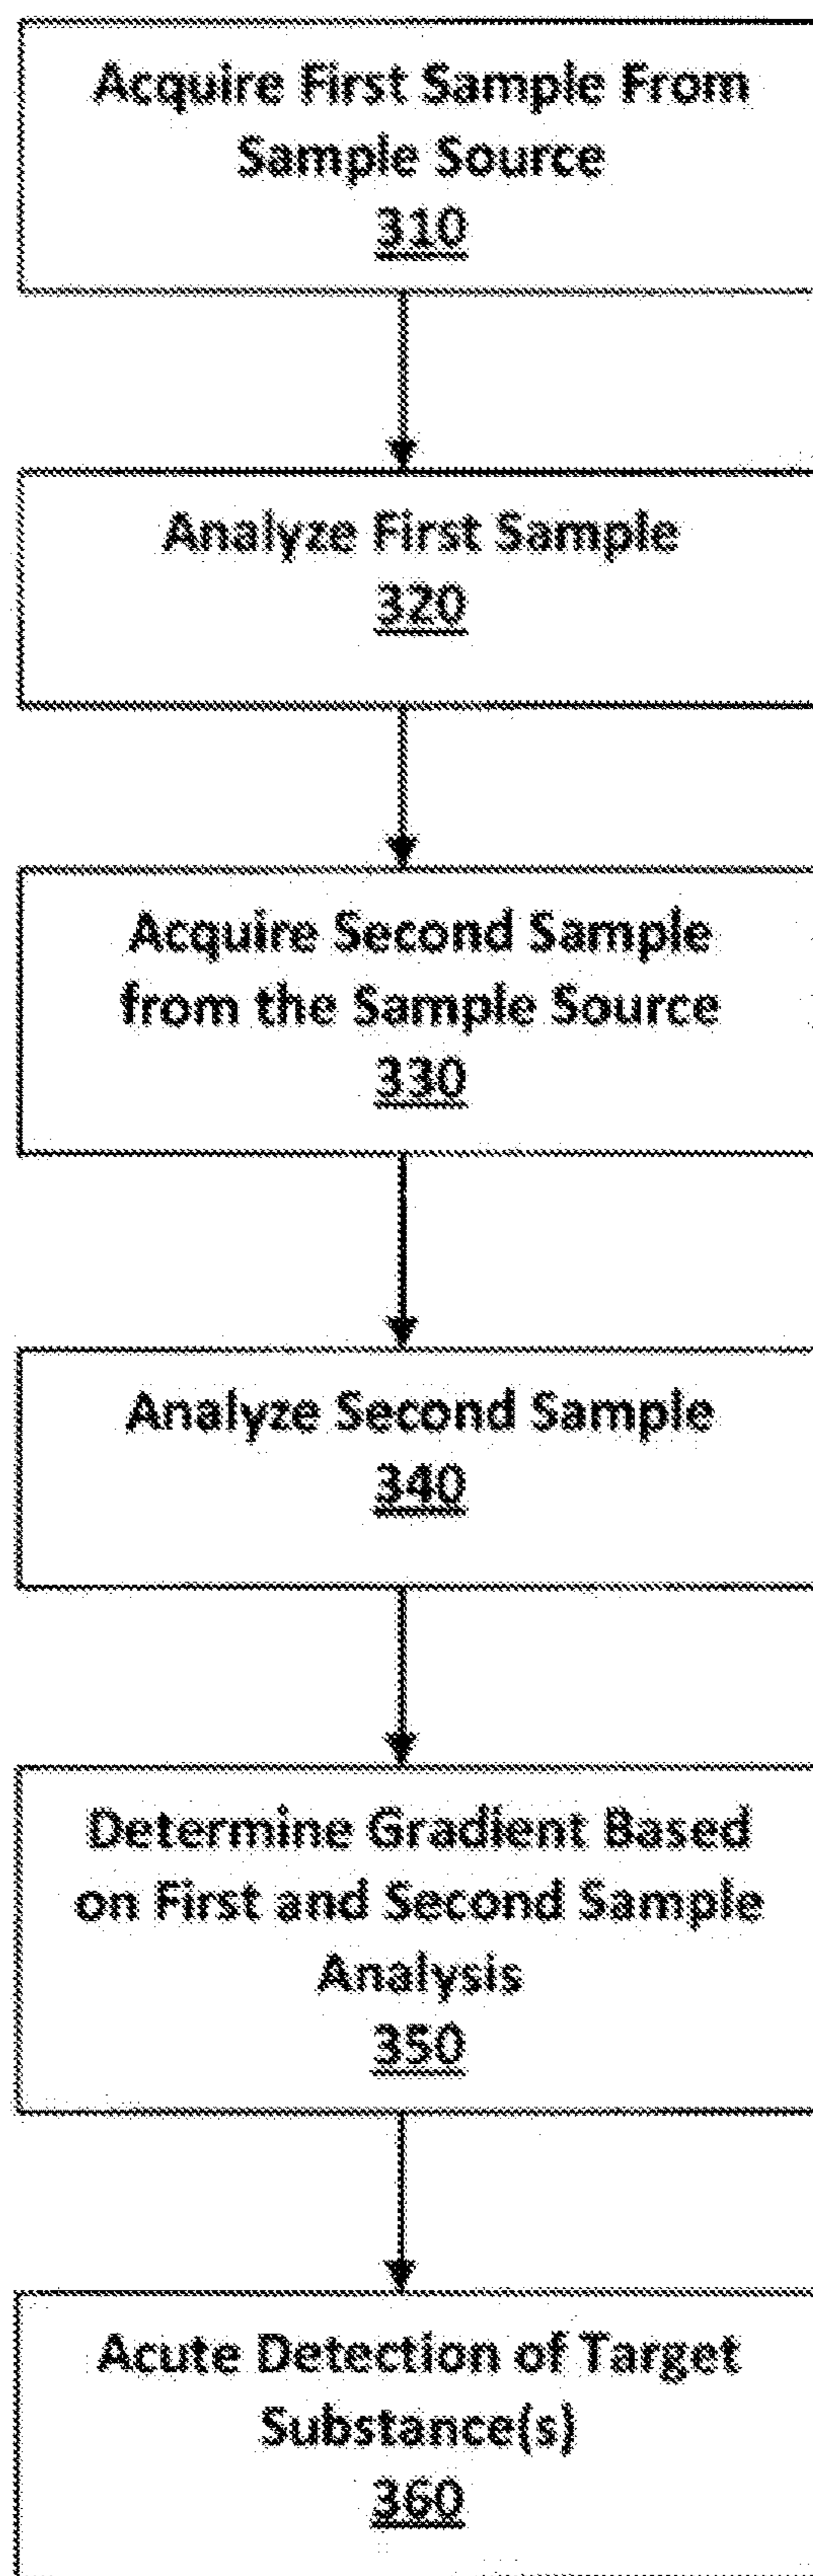 Acquire First Sample From
Sample Source
310
Analyze First Sample
320
Acquire Second Sample
from the Sample Source
330
Analyze Second Sample
340
Determine Gradient Based
on First and Second Sample
Analysis
350
Acute Detection of Target
Substance(s)
360